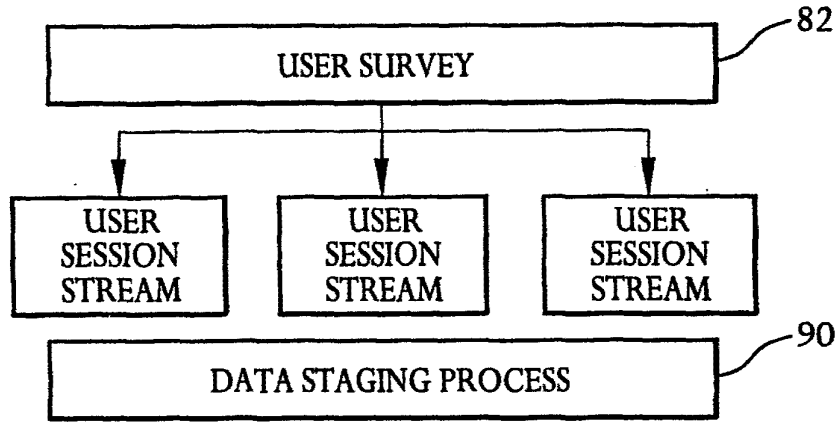 82
USER SURVEY
USER USER USER
SESSION SESSION SESSION
STREAM STREAM STREAM
90
DATA STAGING PROCESS